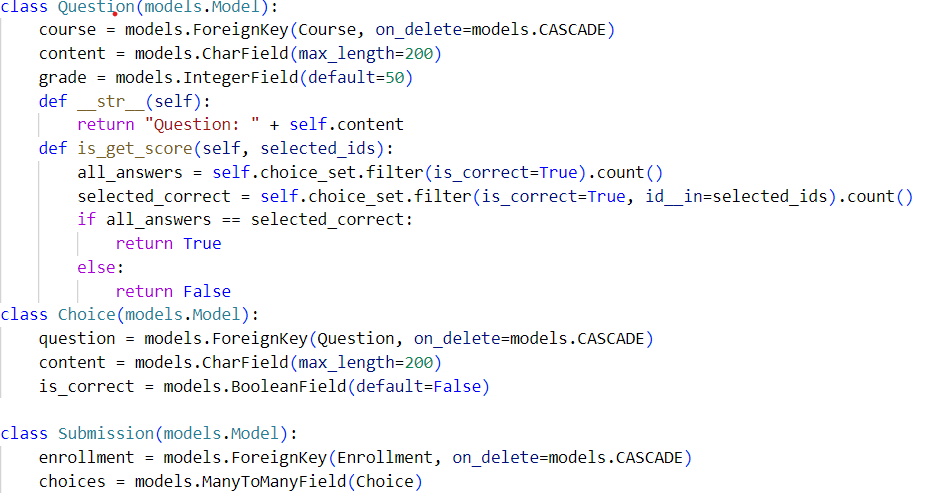 class Question(models.Model):
    course = models.ForeignKey(Course, on_delete=models.CASCADE)
    content = models.CharField(max_length=200)
    grade = models.IntegerField(default=50)
    def __str__(self):
        return "Question: " + self.content
    def is_get_score(self, selected_ids):
        all_answers = self.choice_set.filter(is_correct=True).count()
        selected_correct = self.choice_set.filter(is_correct=True, id__in=selected_ids).count()
        if all_answers == selected_correct:
            return True
        else:
            return False
class Choice(models.Model):
    question = models.ForeignKey(Question, on_delete=models.CASCADE)
    content = models.CharField(max_length=200)
    is_correct = models.BooleanField(default=False)

class Submission(models.Model):
    enrollment = models.ForeignKey(Enrollment, on_delete=models.CASCADE)
    choices = models.ManyToManyField(Choice)